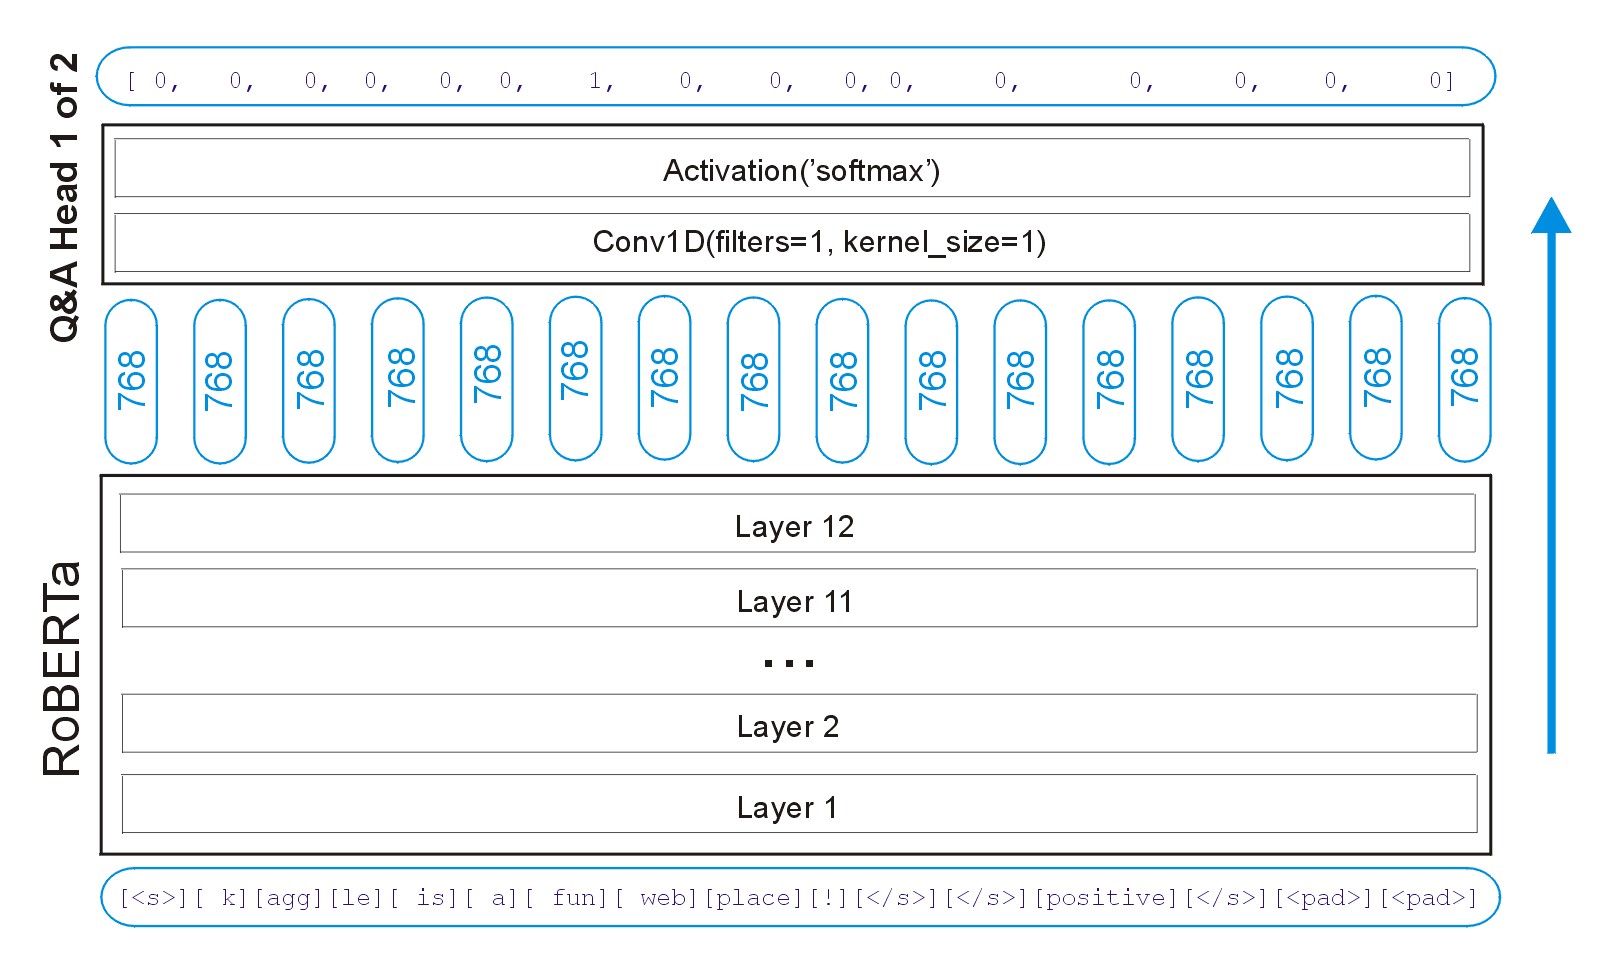 Q&A Head 1 of 2
[ 0, 0, 0, 0, 0, 0, 1, 0, 0, 0, 0, 0, 0, 0, 0, 0]
Activation('softmax')
Conv1D(filters=1, kernel_size=1)
768 768 768 768 768 768 768 768 768 768 768 768 768 768 768 768
RoBERTa
Layer 12
Layer 11
...
Layer 2
Layer 1
[<s>][ k][agg][le][ is][ a][ fun][ web][place][!][</s>][</s>][positive][</s>][<pad>][<pad>]